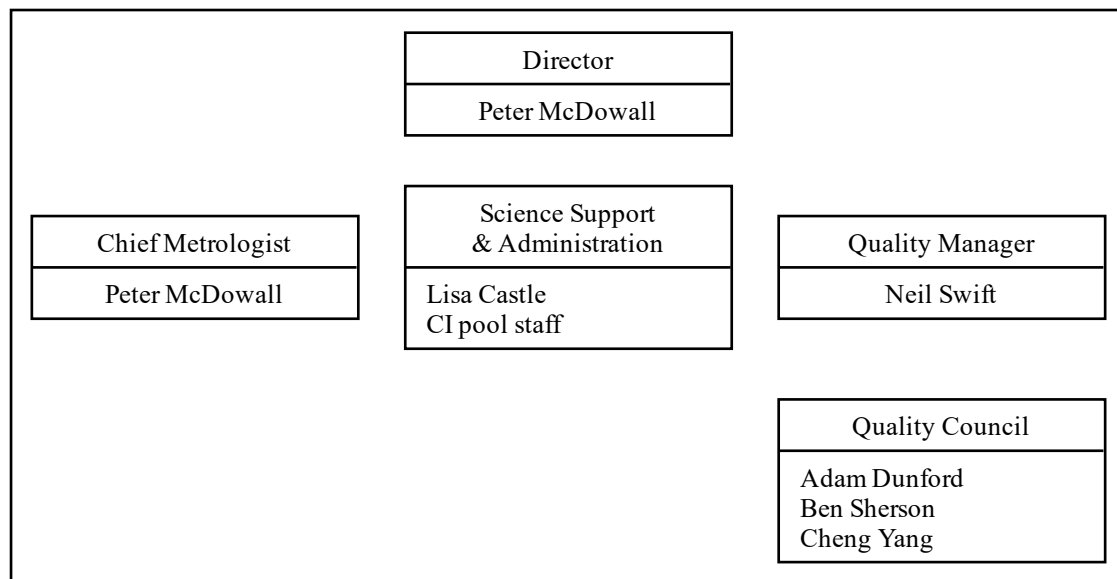 Director
Peter McDowall
Chief Metrologist
Peter McDowall
Science Support
& Administration
Lisa Castle
CI pool staff
Quality Manager
Neil Swift
Quality Council
Adam Dunford
Ben Sherson
Cheng Yang